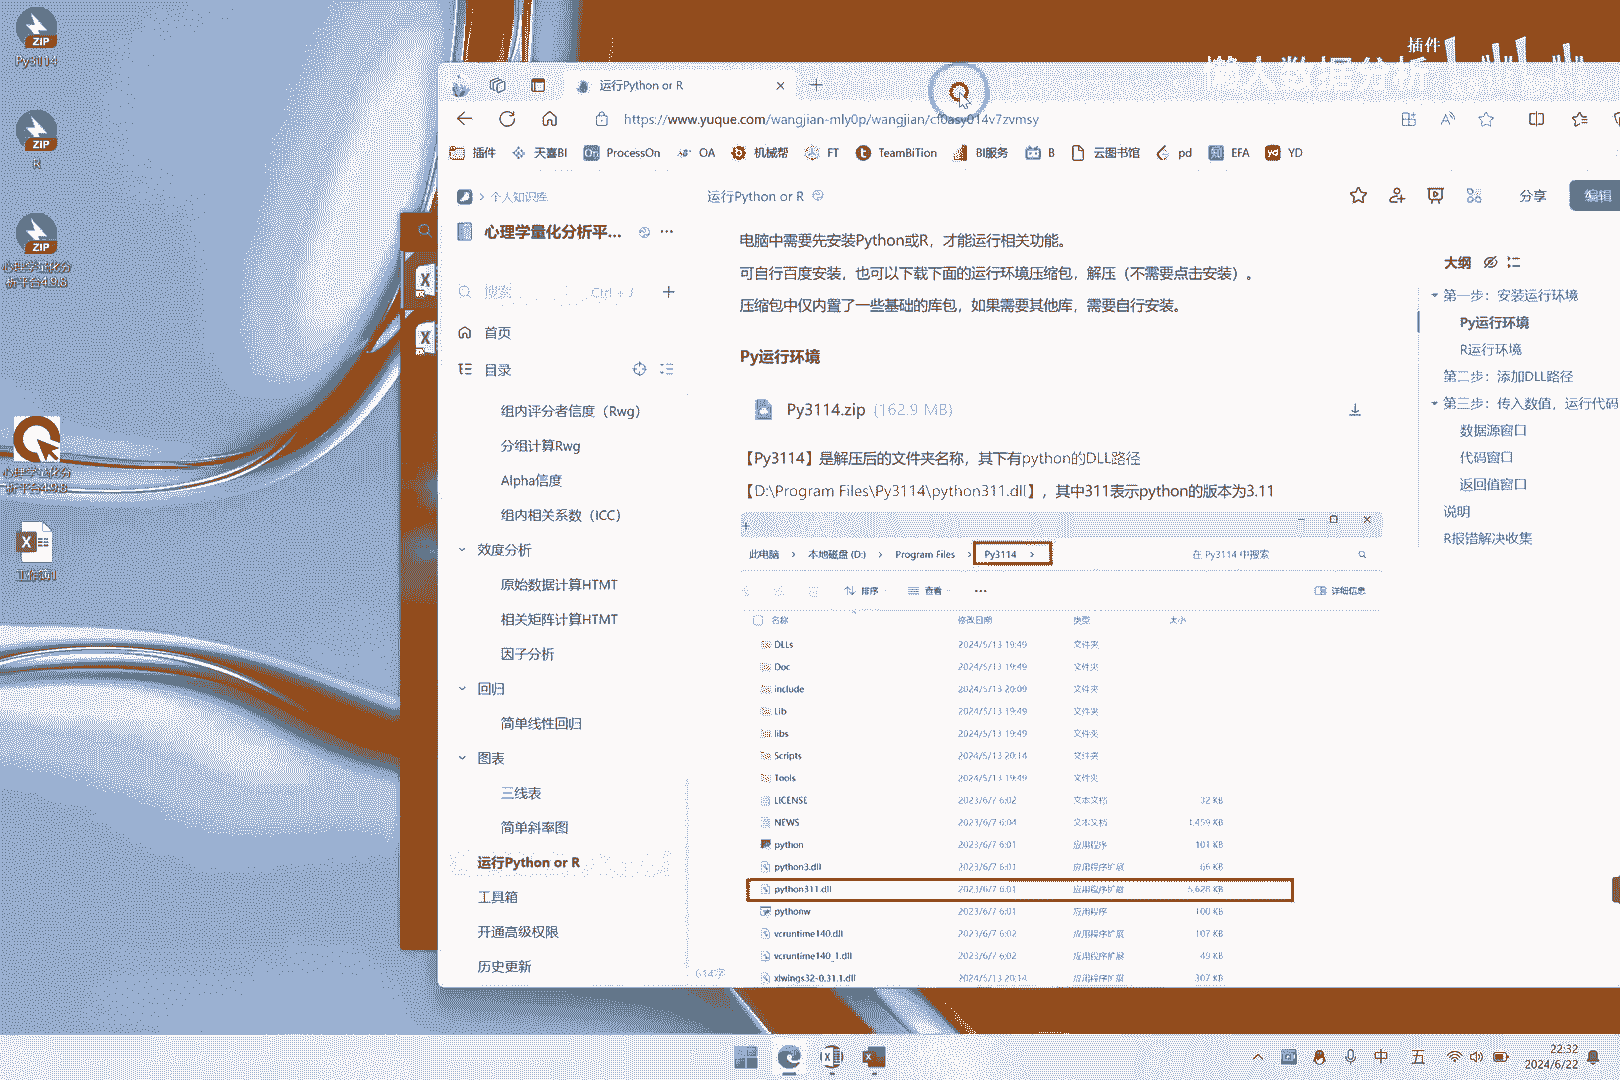 ZIP
Py3114
ZIP
R
ZIP
心理学量化分
析平台4.9.8
心理学量化分
析平台4.9.8
工作簿1
插件
懒人数据分析
运行Python or R
https://www.yuque.com/wangjian-mly0p/wangjian/cf0asy014v7zvmsy
插件
天喜BI
ProcessOn
OA
机械帮
FT
TeamBiTion
BI服务
B
云图书馆
pd
EFA
YD
个人知识库
心理学量化分析平...
搜索
Ctrl + J
首页
目录
组内评分者信度（Rwg）
分组计算Rwg
Alpha信度
组内相关系数（ICC）
效度分析
原始数据计算HTMT
相关矩阵计算HTMT
因子分析
回归
简单线性回归
图表
三线表
简单斜率图
运行Python or R
工具箱
开通高级权限
历史更新
运行Python or R
分享
编辑
电脑中需要先安装Python或R，才能运行相关功能。
可自行百度安装，也可以下载下面的运行环境压缩包，解压（不需要点击安装）。
压缩包中仅内置了一些基础的库包，如果需要其他库，需要自行安装。
Py运行环境
Py3114.zip (162.9 MB)
【Py3114】是解压后的文件夹名称，其下有python的DLL路径
【D:\Program Files\Py3114\python311.dll】，其中311表示python的版本为3.11
此电脑 > 本地磁盘 (D:) > Program Files > Py3114 >
在 Py3114 中搜索
排序
查看
详细信息
名称 修改日期 类型 大小
DLLs 2024/5/13 19:49 文件夹
Doc 2024/5/13 19:49 文件夹
include 2024/5/13 20:09 文件夹
Lib 2024/5/13 19:49 文件夹
libs 2024/5/13 19:49 文件夹
Scripts 2024/5/13 20:14 文件夹
Tools 2024/5/13 19:49 文件夹
LICENSE 2023/6/7 6:02 文本文档 32 KB
NEWS 2023/6/7 6:04 文本文档 1,459 KB
python 2023/6/7 6:01 应用程序 101 KB
python3.dll 2023/6/7 6:01 应用程序扩展 66 KB
python311.dll 2023/6/7 6:01 应用程序扩展 5,628 KB
pythonw 2023/6/7 6:01 应用程序 100 KB
vcruntime140.dll 2023/6/7 6:02 应用程序扩展 107 KB
vcruntime140_1.dll 2023/6/7 6:02 应用程序扩展 49 KB
xlwings32-0.31.1.dll 2024/5/13 20:14 应用程序扩展 307 KB
614字
大纲
第一步：安装运行环境
Py运行环境
R运行环境
第二步：添加DLL路径
第三步：传入数值，运行代码
数据源窗口
代码窗口
返回值窗口
说明
R报错解决收集
中
五
22:32
2024/6/22